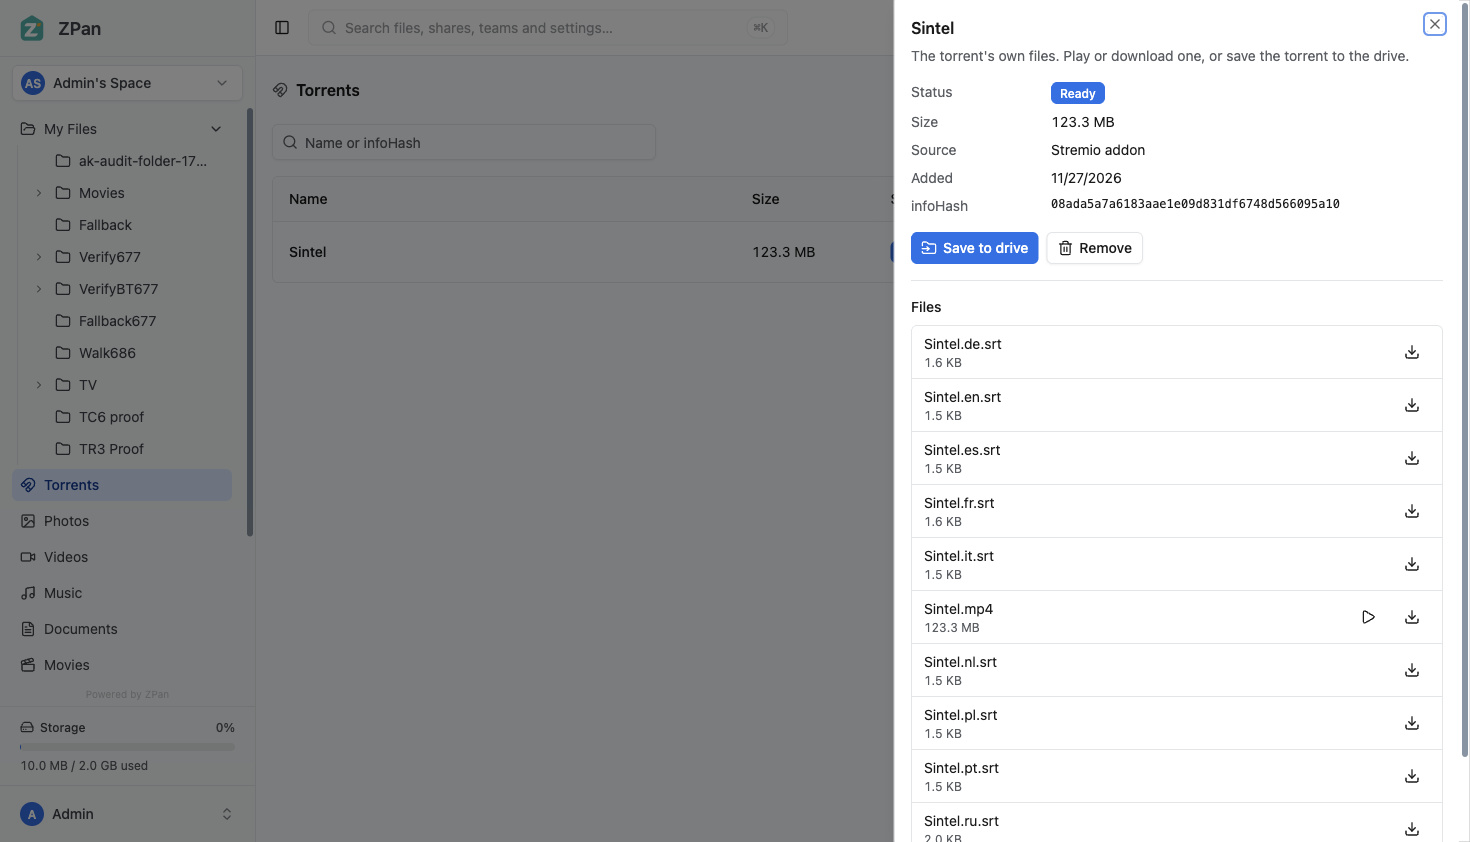 ZPan
Search files, shares, teams and settings...
⌘K
AS
Admin's Space
My Files
ak-audit-folder-17...
Movies
Fallback
Verify677
VerifyBT677
Fallback677
Walk686
TV
TC6 proof
TR3 Proof
Torrents
Photos
Videos
Music
Documents
Movies
Powered by ZPan
Storage 0%
10.0 MB / 2.0 GB used
A
Admin
Torrents
Name or infoHash
Name Size
Sintel 123.3 MB
Sintel
The torrent's own files. Play or download one, or save the torrent to the drive.
Status Ready
Size 123.3 MB
Source Stremio addon
Added 11/27/2026
infoHash 08ada5a7a6183aae1e09d831df6748d566095a10
Save to drive Remove
Files
Sintel.de.srt
1.6 KB
Sintel.en.srt
1.5 KB
Sintel.es.srt
1.5 KB
Sintel.fr.srt
1.6 KB
Sintel.it.srt
1.5 KB
Sintel.mp4
123.3 MB
Sintel.nl.srt
1.5 KB
Sintel.pl.srt
1.5 KB
Sintel.pt.srt
1.5 KB
Sintel.ru.srt
2.0 KB